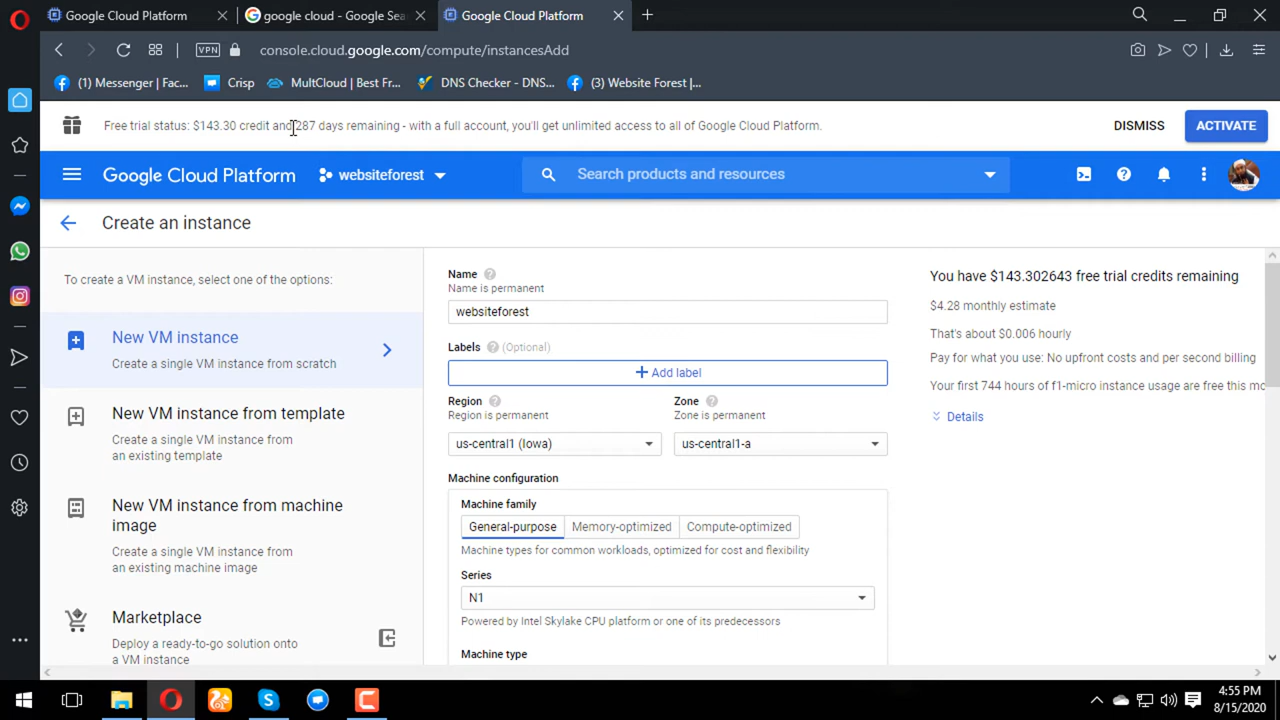 Google Cloud Platform
google cloud - Google Sea
Google Cloud Platform
VPN
console.cloud.google.com/compute/instancesAdd
(1) Messenger | Fac...
Crisp
MultCloud | Best Fr...
DNS Checker - DNS...
(3) Website Forest |...
Free trial status: $143.30 credit and 287 days remaining - with a full account, you'll get unlimited access to all of Google Cloud Platform.
DISMISS
ACTIVATE
Google Cloud Platform
websiteforest
Search products and resources
Create an instance
To create a VM instance, select one of the options:
New VM instance
Create a single VM instance from scratch
New VM instance from template
Create a single VM instance from
an existing template
New VM instance from machine
image
Create a single VM instance from
an existing machine image
Marketplace
Deploy a ready-to-go solution onto
a VM instance
Name
Name is permanent
websiteforest
Labels (Optional)
+ Add label
Region
Region is permanent
us-central1 (Iowa)
Zone
Zone is permanent
us-central1-a
Machine configuration
Machine family
General-purpose
Memory-optimized
Compute-optimized
Machine types for common workloads, optimized for cost and flexibility
Series
N1
Powered by Intel Skylake CPU platform or one of its predecessors
Machine type
You have $143.302643 free trial credits remaining
$4.28 monthly estimate
That's about $0.006 hourly
Pay for what you use: No upfront costs and per second billing
Your first 744 hours of f1-micro instance usage are free this mo
Details
4:55 PM
8/15/2020